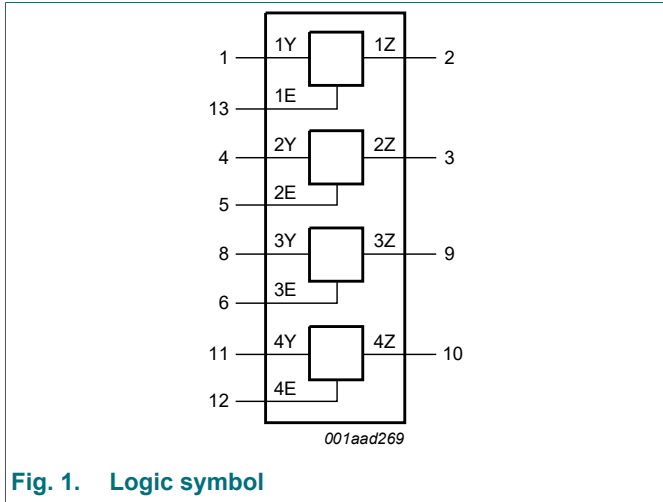 1 1Y 1Z 2
13 1E
4 2Y 2Z 3
5 2E
8 3Y 3Z 9
6 3E
11 4Y 4Z 10
12 4E
001aad269
Fig. 1. Logic symbol